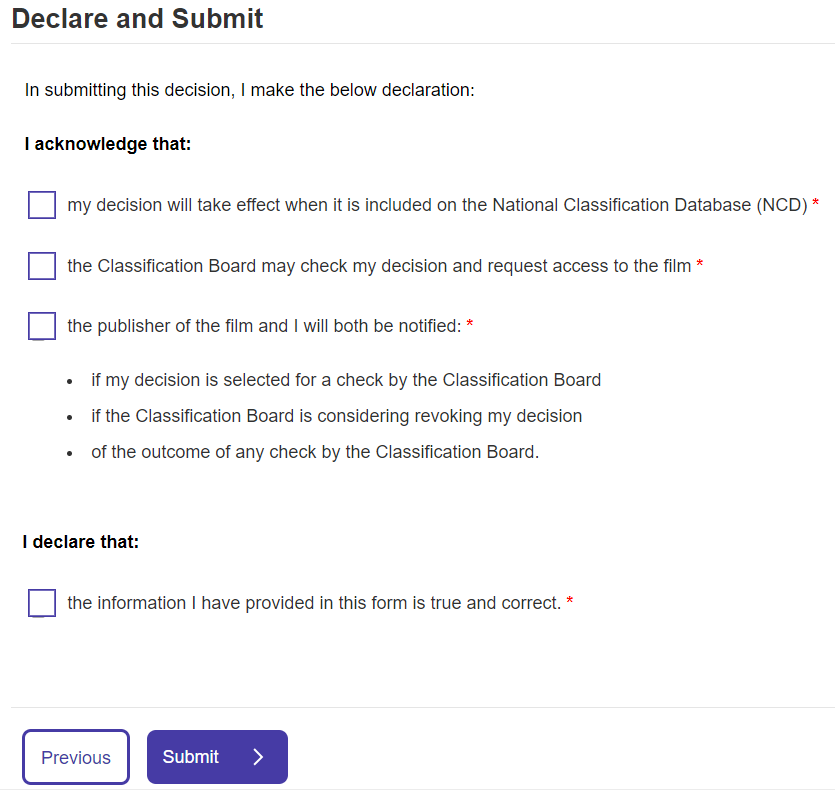 Declare and Submit
In submitting this decision, I make the below declaration:
I acknowledge that:
my decision will take effect when it is included on the National Classification Database (NCD) *
the Classification Board may check my decision and request access to the film *
the publisher of the film and I will both be notified: *
• if my decision is selected for a check by the Classification Board
• if the Classification Board is considering revoking my decision
• of the outcome of any check by the Classification Board.
I declare that:
the information I have provided in this form is true and correct. *
Previous
Submit